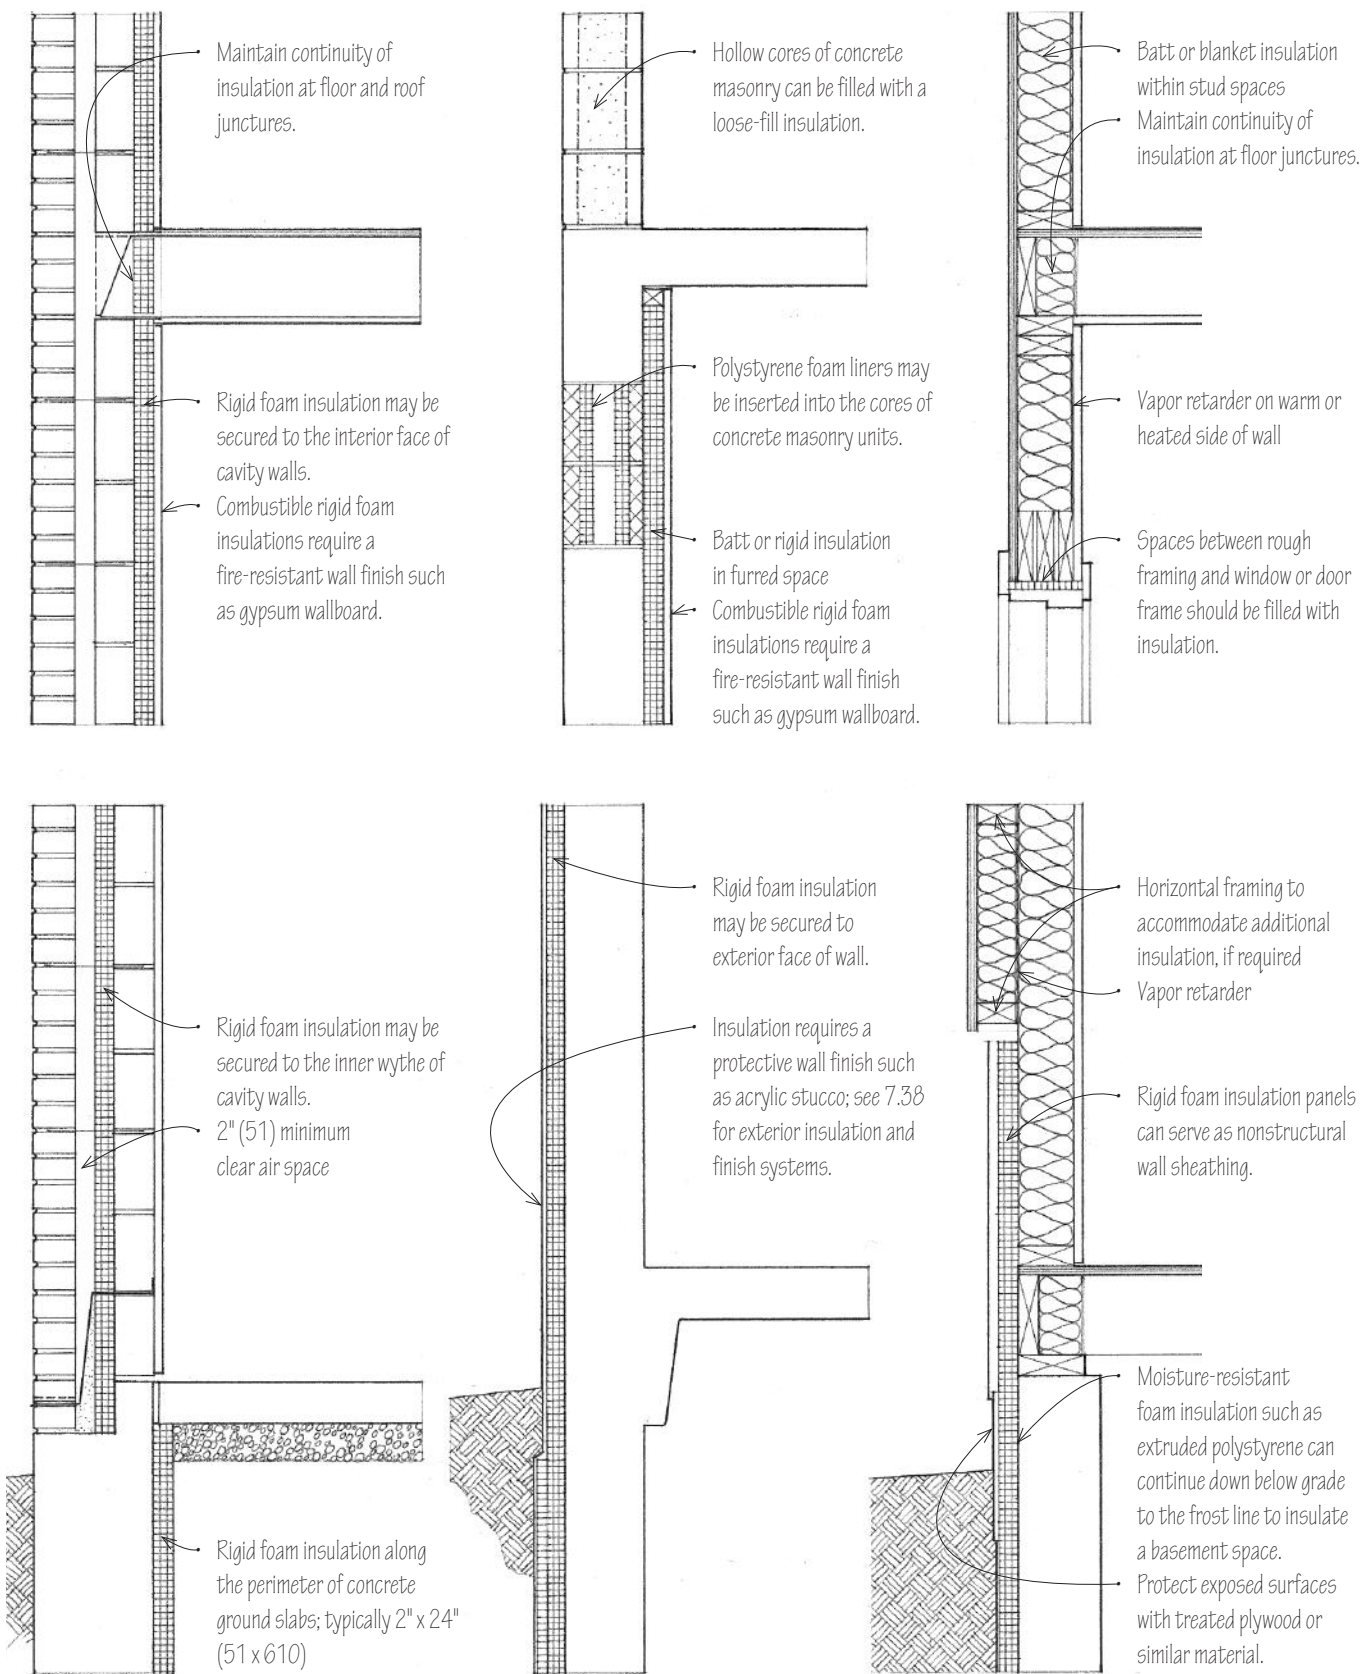 Maintain continuity of
insulation at floor and roof
junctures.
Rigid foam insulation may be
secured to the interior face of
cavity walls.
Combustible rigid foam
insulations require a
fire-resistant wall finish such
as gypsum wallboard.
Hollow cores of concrete
masonry can be filled with a
loose-fill insulation.
Polystyrene foam liners may
be inserted into the cores of
concrete masonry units.
Batt or rigid insulation
in furred space
Combustible rigid foam
insulations require a
fire-resistant wall finish
such as gypsum wallboard.
Batt or blanket insulation
within stud spaces
Maintain continuity of
insulation at floor junctures.
Vapor retarder on warm or
heated side of wall
Spaces between rough
framing and window or door
frame should be filled with
insulation.
Rigid foam insulation may be
secured to the inner wythe of
cavity walls.
2" (51) minimum
clear air space
Rigid foam insulation along
the perimeter of concrete
ground slabs; typically 2" x 24"
(51 x 610)
Rigid foam insulation
may be secured to
exterior face of wall.
Insulation requires a
protective wall finish such
as acrylic stucco; see 7.38
for exterior insulation and
finish systems.
Horizontal framing to
accommodate additional
insulation, if required
Vapor retarder
Rigid foam insulation panels
can serve as nonstructural
wall sheathing.
Moisture-resistant
foam insulation such as
extruded polystyrene can
continue down below grade
to the frost line to insulate
a basement space.
Protect exposed surfaces
with treated plywood or
similar material.